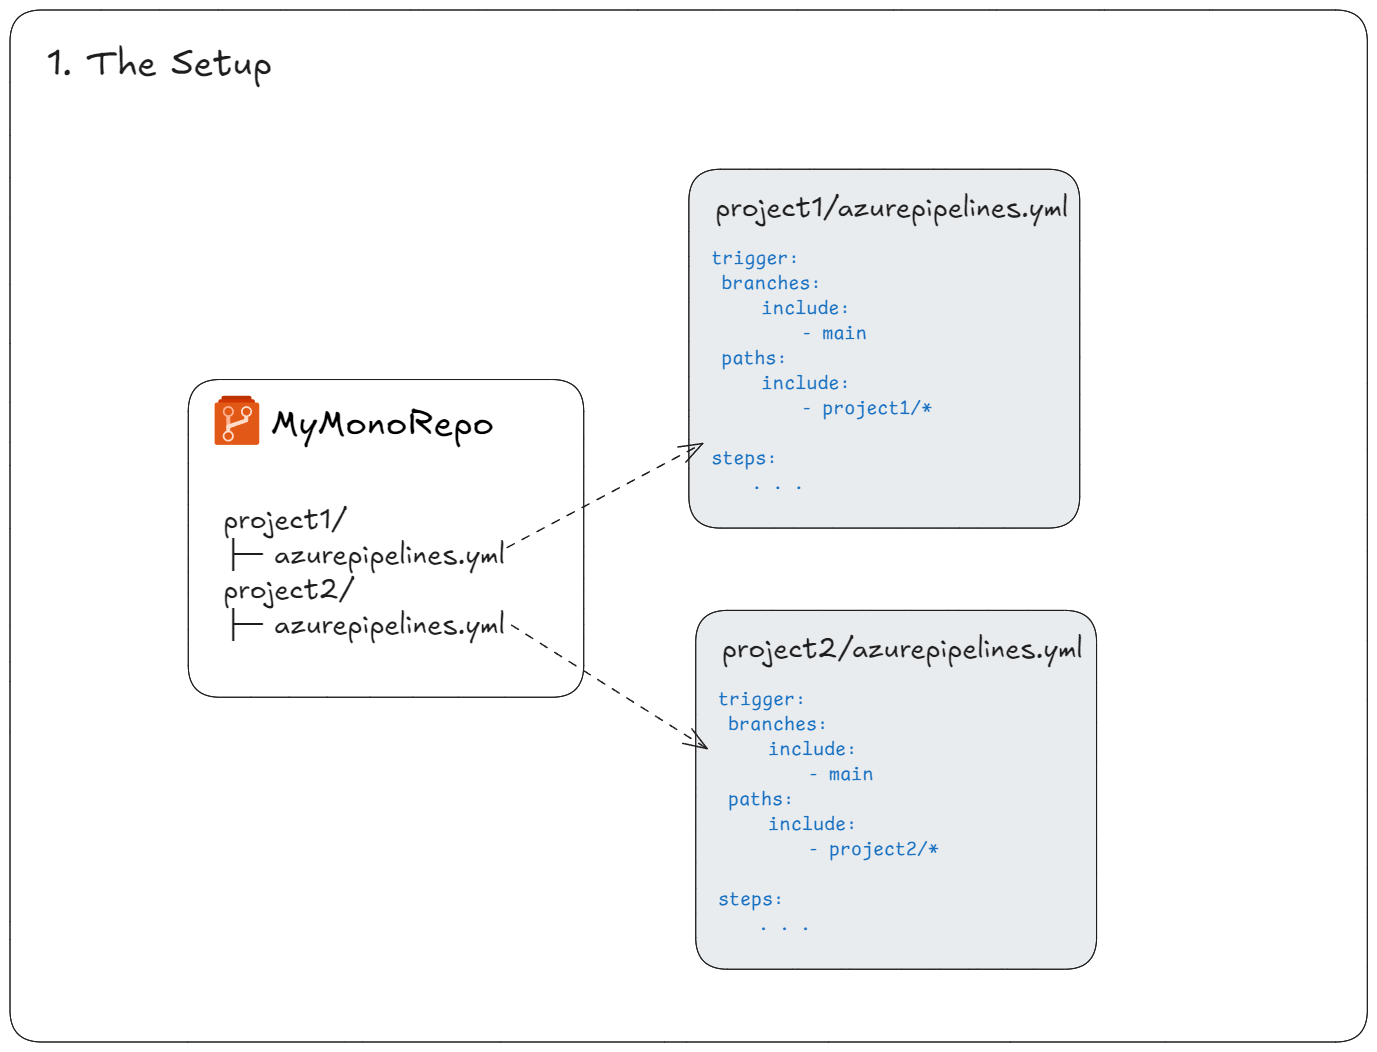 1. The Setup
MyMonoRepo
project1/
├─ azurepipelines.yml
project2/
├─ azurepipelines.yml
project1/azurepipelines.yml
trigger:
branches:
include:
- main
paths:
include:
- project1/*
steps:
. . .
project2/azurepipelines.yml
trigger:
branches:
include:
- main
paths:
include:
- project2/*
steps:
. . .